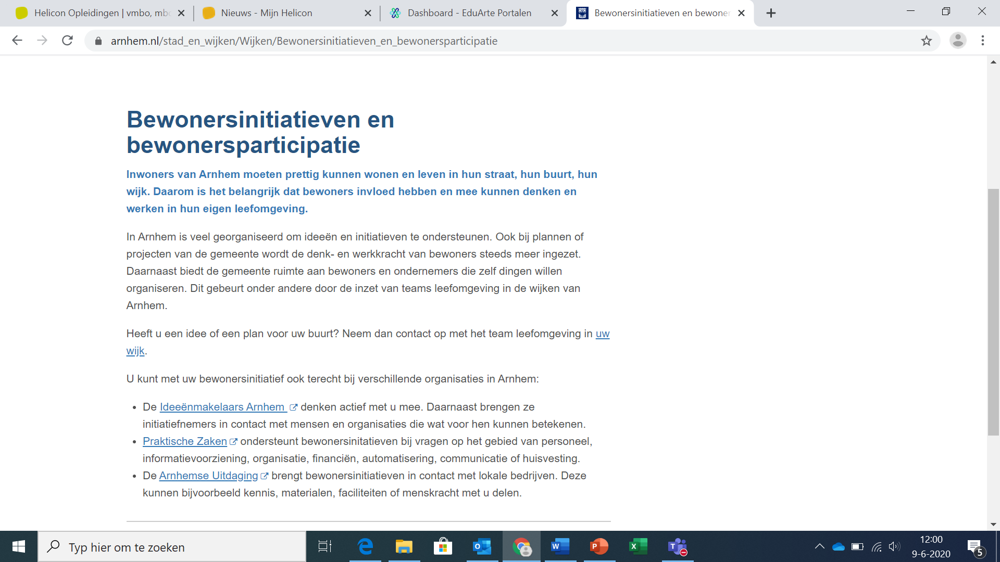 Helicon Opleidingen | vmbo, mb
Nieuws - Mijn Helicon
Dashboard - EduArte Portalen
Bewonersinitiatieven en bewoner
arnhem.nl/stad_en_wijken/Wijken/Bewonersinitiatieven_en_bewonersparticipatie
Bewonersinitiatieven en
bewonersparticipatie
Inwoners van Arnhem moeten prettig kunnen wonen en leven in hun straat, hun buurt, hun
wijk. Daarom is het belangrijk dat bewoners invloed hebben en mee kunnen denken en
werken in hun eigen leefomgeving.
In Arnhem is veel georganiseerd om ideeën en initiatieven te ondersteunen. Ook bij plannen of
projecten van de gemeente wordt de denk- en werkkracht van bewoners steeds meer ingezet.
Daarnaast biedt de gemeente ruimte aan bewoners en ondernemers die zelf dingen willen
organiseren. Dit gebeurt onder andere door de inzet van teams leefomgeving in de wijken van
Arnhem.
Heeft u een idee of een plan voor uw buurt? Neem dan contact op met het team leefomgeving in uw
wijk.
U kunt met uw bewonersinitiatief ook terecht bij verschillende organisaties in Arnhem:
• De Ideeënmakelaars Arnhem denken actief met u mee. Daarnaast brengen ze
initiatiefnemers in contact met mensen en organisaties die wat voor hen kunnen betekenen.
• Praktische Zaken ondersteunt bewonersinitatieven bij vragen op het gebied van personeel,
informatievoorziening, organisatie, financiën, automatisering, communicatie of huisvesting.
• De Arnhemse Uitdaging brengt bewonersinitiatieven in contact met lokale bedrijven. Deze
kunnen bijvoorbeeld kennis, materialen, faciliteiten of menskracht met u delen.
Typ hier om te zoeken
12:00
9-6-2020
5